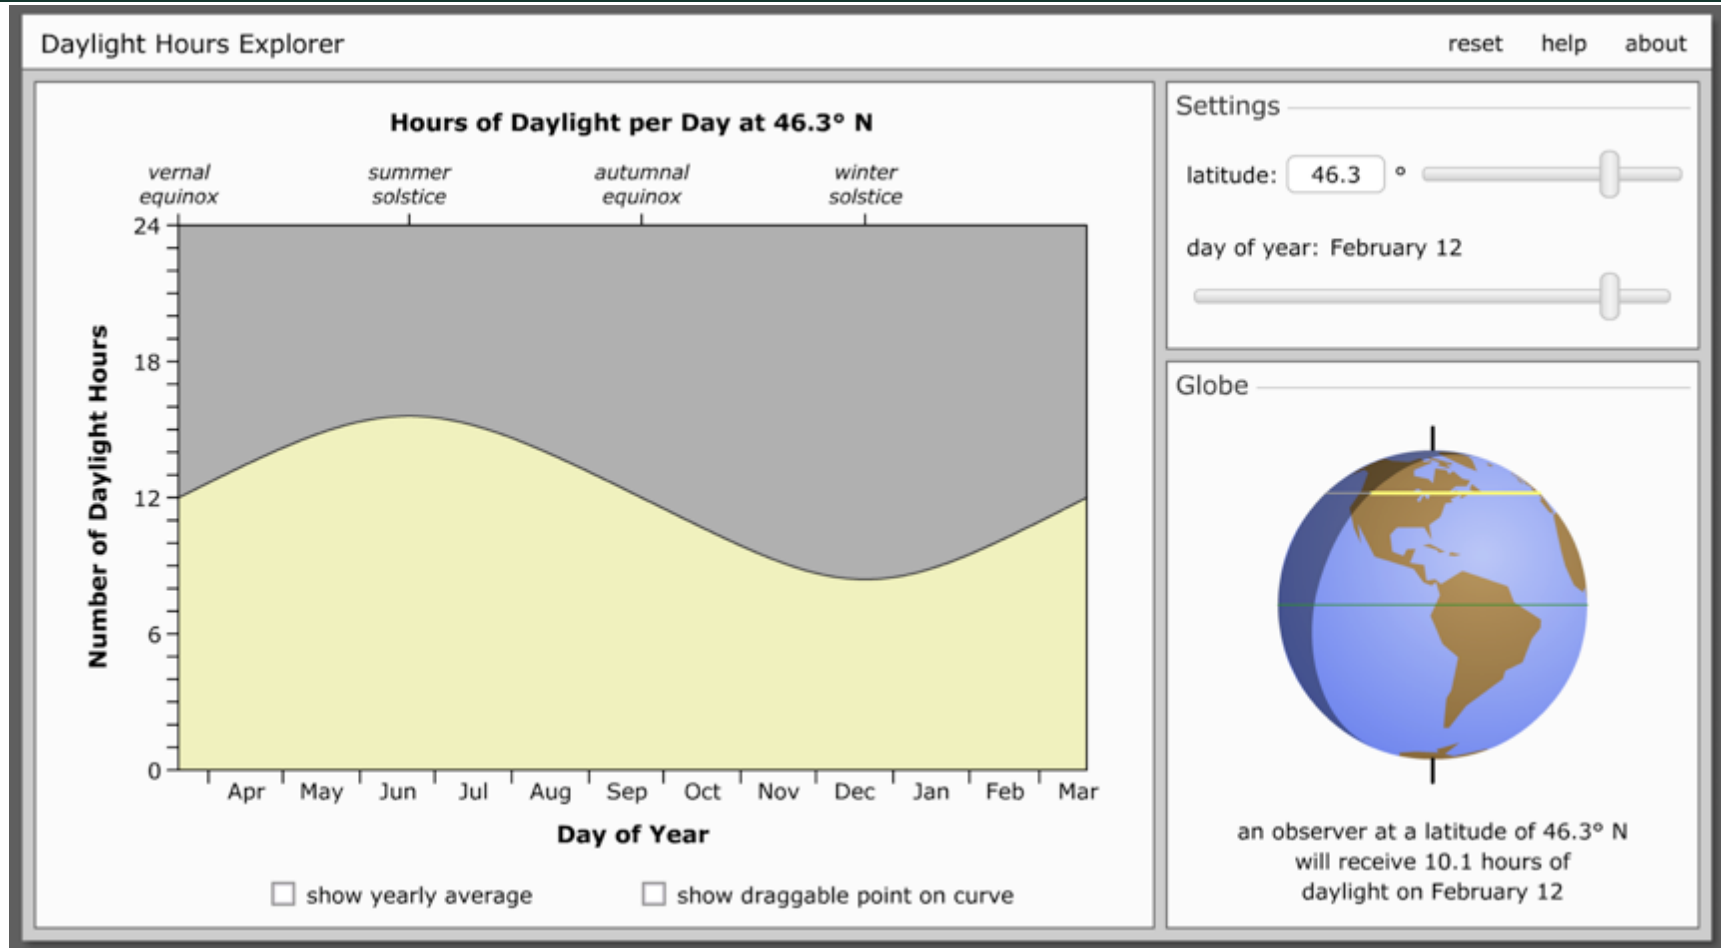 Daylight Hours Explorer
reset help about
Hours of Daylight per Day at 46.3° N
vernal equinox
summer solstice
autumnal equinox
winter solstice
24
18
12
6
0
Number of Daylight Hours
Apr May Jun Jul Aug Sep Oct Nov Dec Jan Feb Mar
Day of Year
show yearly average
show draggable point on curve
Settings
latitude: 46.3 °
day of year: February 12
Globe
an observer at a latitude of 46.3° N
will receive 10.1 hours of
daylight on February 12